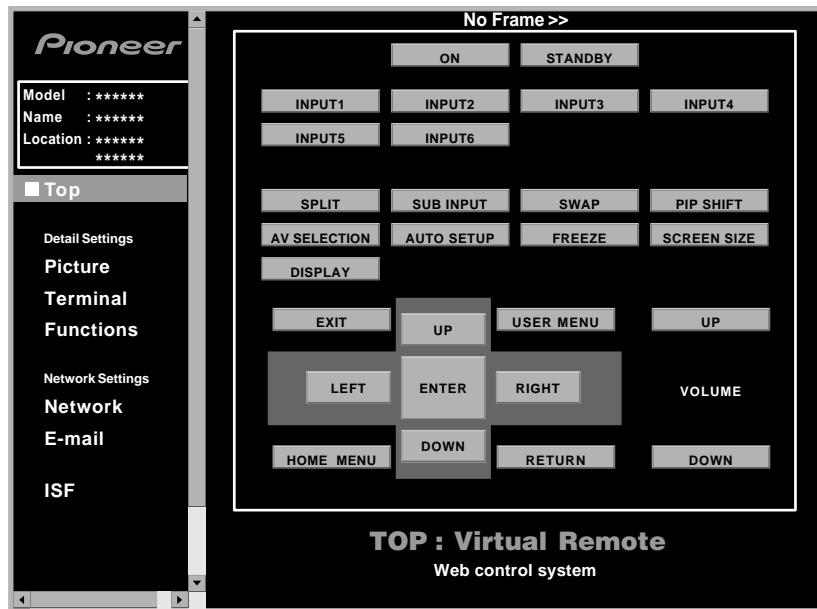 Pioneer
Model : ******
Name : ******
Location : ******
******
Top
Detail Settings
Picture
Terminal
Functions
Network Settings
Network
E-mail
ISF
No Frame >>
ON STANDBY
INPUT1 INPUT2 INPUT3 INPUT4
INPUT5 INPUT6
SPLIT SUB INPUT SWAP PIP SHIFT
AV SELECTION AUTO SETUP FREEZE SCREEN SIZE
DISPLAY
EXIT UP USER MENU UP
LEFT ENTER RIGHT VOLUME
HOME MENU DOWN RETURN DOWN
TOP : Virtual Remote
Web control system